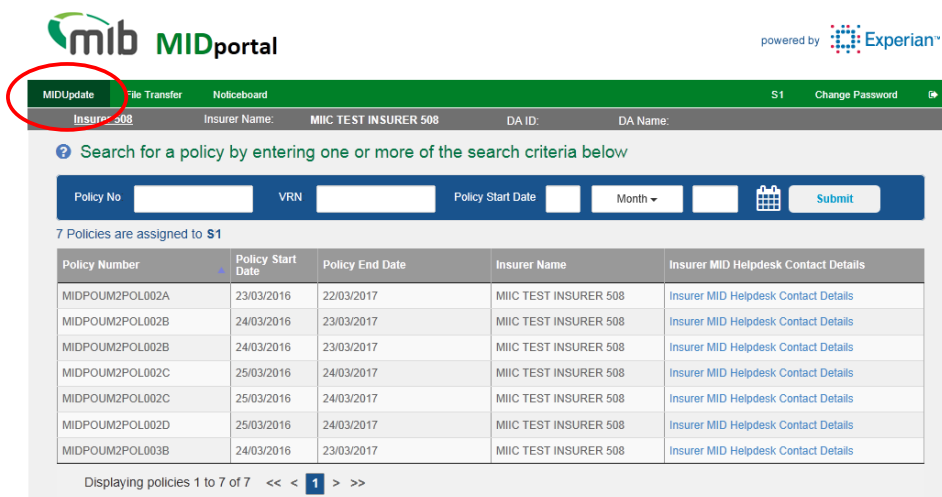 mib MIDportal
powered by Experian™
MIDUpdate File Transfer Noticeboard S1 Change Password
Insurer 508 Insurer Name: MIIC TEST INSURER 508 DA ID: DA Name:
? Search for a policy by entering one or more of the search criteria below
Policy No VRN Policy Start Date Month Submit
7 Policies are assigned to S1
Policy Number Policy Start Date Policy End Date Insurer Name Insurer MID Helpdesk Contact Details
MIDPOUM2POL002A 23/03/2016 22/03/2017 MIIC TEST INSURER 508 Insurer MID Helpdesk Contact Details
MIDPOUM2POL002B 24/03/2016 23/03/2017 MIIC TEST INSURER 508 Insurer MID Helpdesk Contact Details
MIDPOUM2POL002B 24/03/2016 23/03/2017 MIIC TEST INSURER 508 Insurer MID Helpdesk Contact Details
MIDPOUM2POL002C 25/03/2016 24/03/2017 MIIC TEST INSURER 508 Insurer MID Helpdesk Contact Details
MIDPOUM2POL002C 25/03/2016 24/03/2017 MIIC TEST INSURER 508 Insurer MID Helpdesk Contact Details
MIDPOUM2POL002D 25/03/2016 24/03/2017 MIIC TEST INSURER 508 Insurer MID Helpdesk Contact Details
MIDPOUM2POL003B 24/03/2016 23/03/2017 MIIC TEST INSURER 508 Insurer MID Helpdesk Contact Details
Displaying policies 1 to 7 of 7 << < 1 > >>